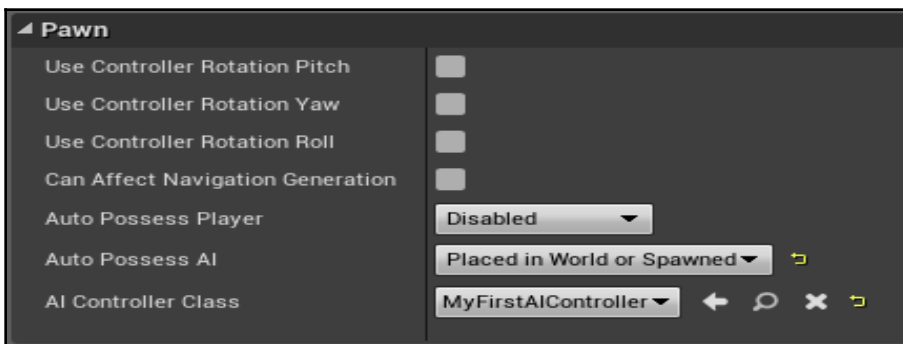 Pawn
Use Controller Rotation Pitch
Use Controller Rotation Yaw
Use Controller Rotation Roll
Can Affect Navigation Generation
Auto Possess Player Disabled
Auto Possess AI Placed in World or Spawned
AI Controller Class MyFirstAIController